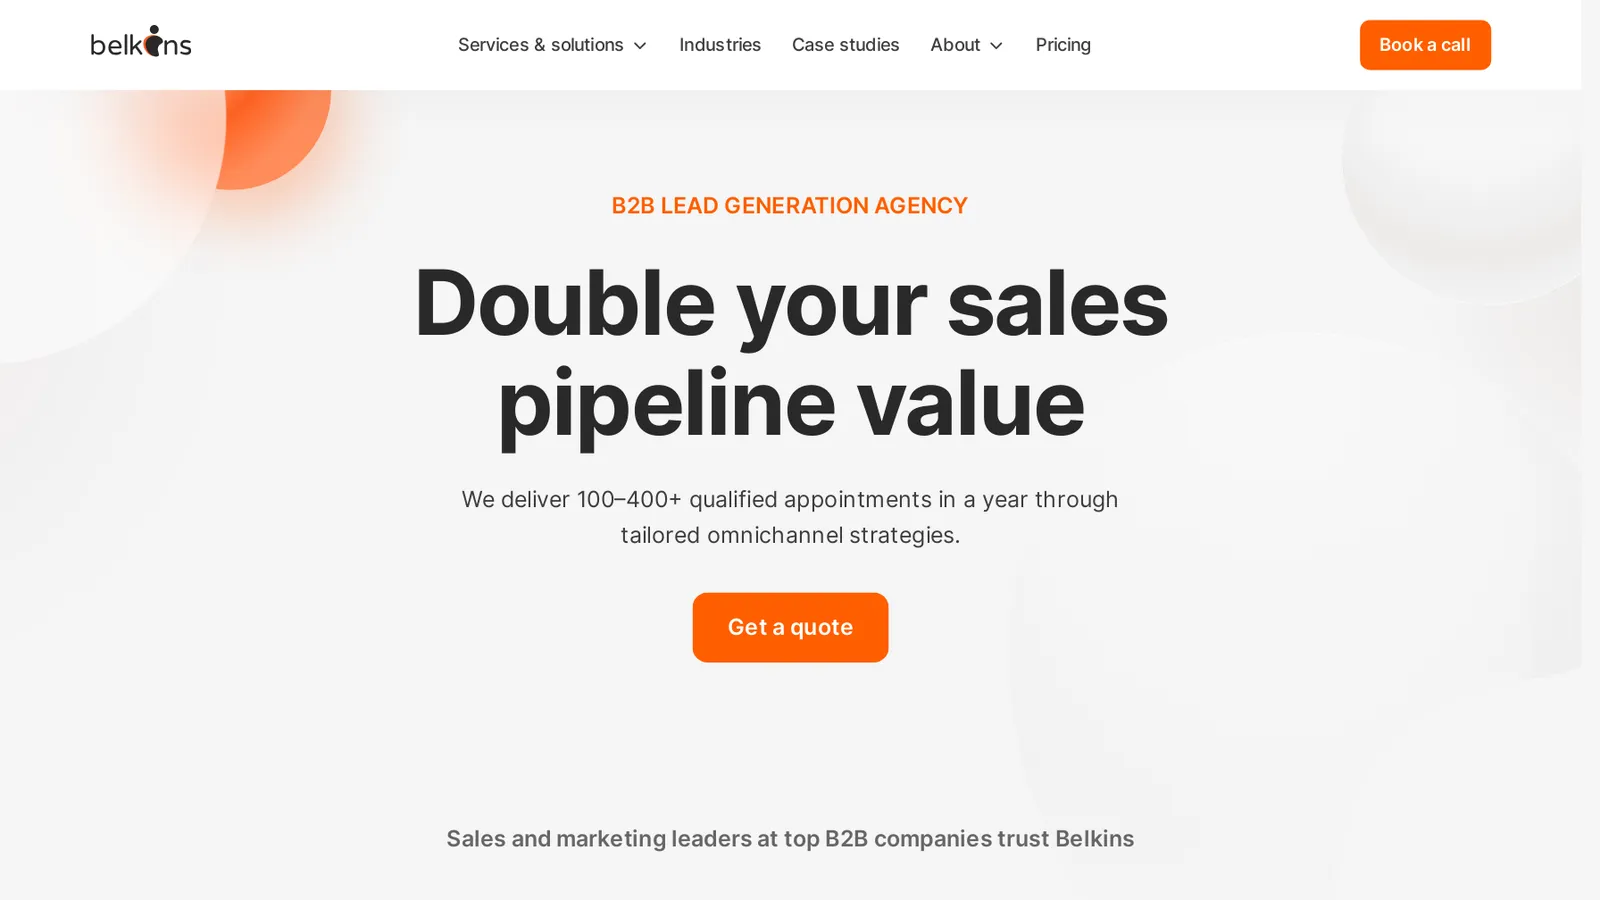 belkins
Services & solutions
Industries
Case studies
About
Pricing
Book a call
B2B LEAD GENERATION AGENCY
Double your sales
pipeline value
We deliver 100–400+ qualified appointments in a year through
tailored omnichannel strategies.
Get a quote
Sales and marketing leaders at top B2B companies trust Belkins